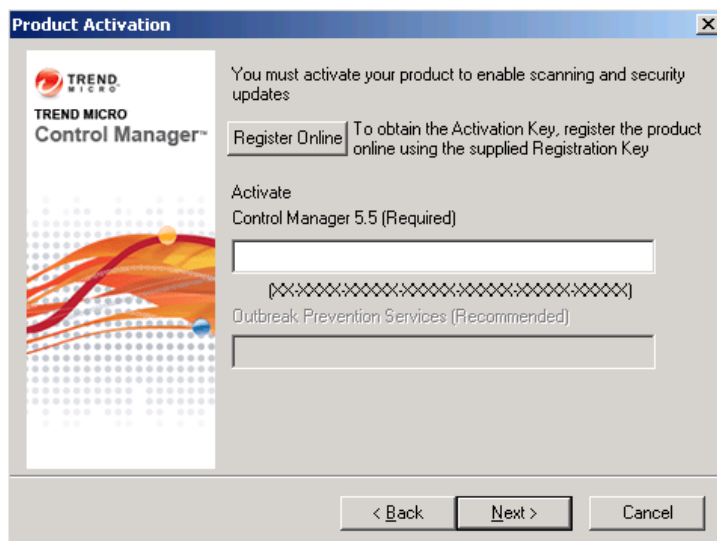 Product Activation
TREND
MICRO
TREND MICRO
Control Manager™
You must activate your product to enable scanning and security
updates
Register Online
To obtain the Activation Key, register the product
online using the supplied Registration Key
Activate
Control Manager 5.5 (Required)
(XX-XXXX-XXXXX-XXXXX-XXXXX-XXXXX-XXXXX)
Outbreak Prevention Services (Recommended)
< Back
Next >
Cancel